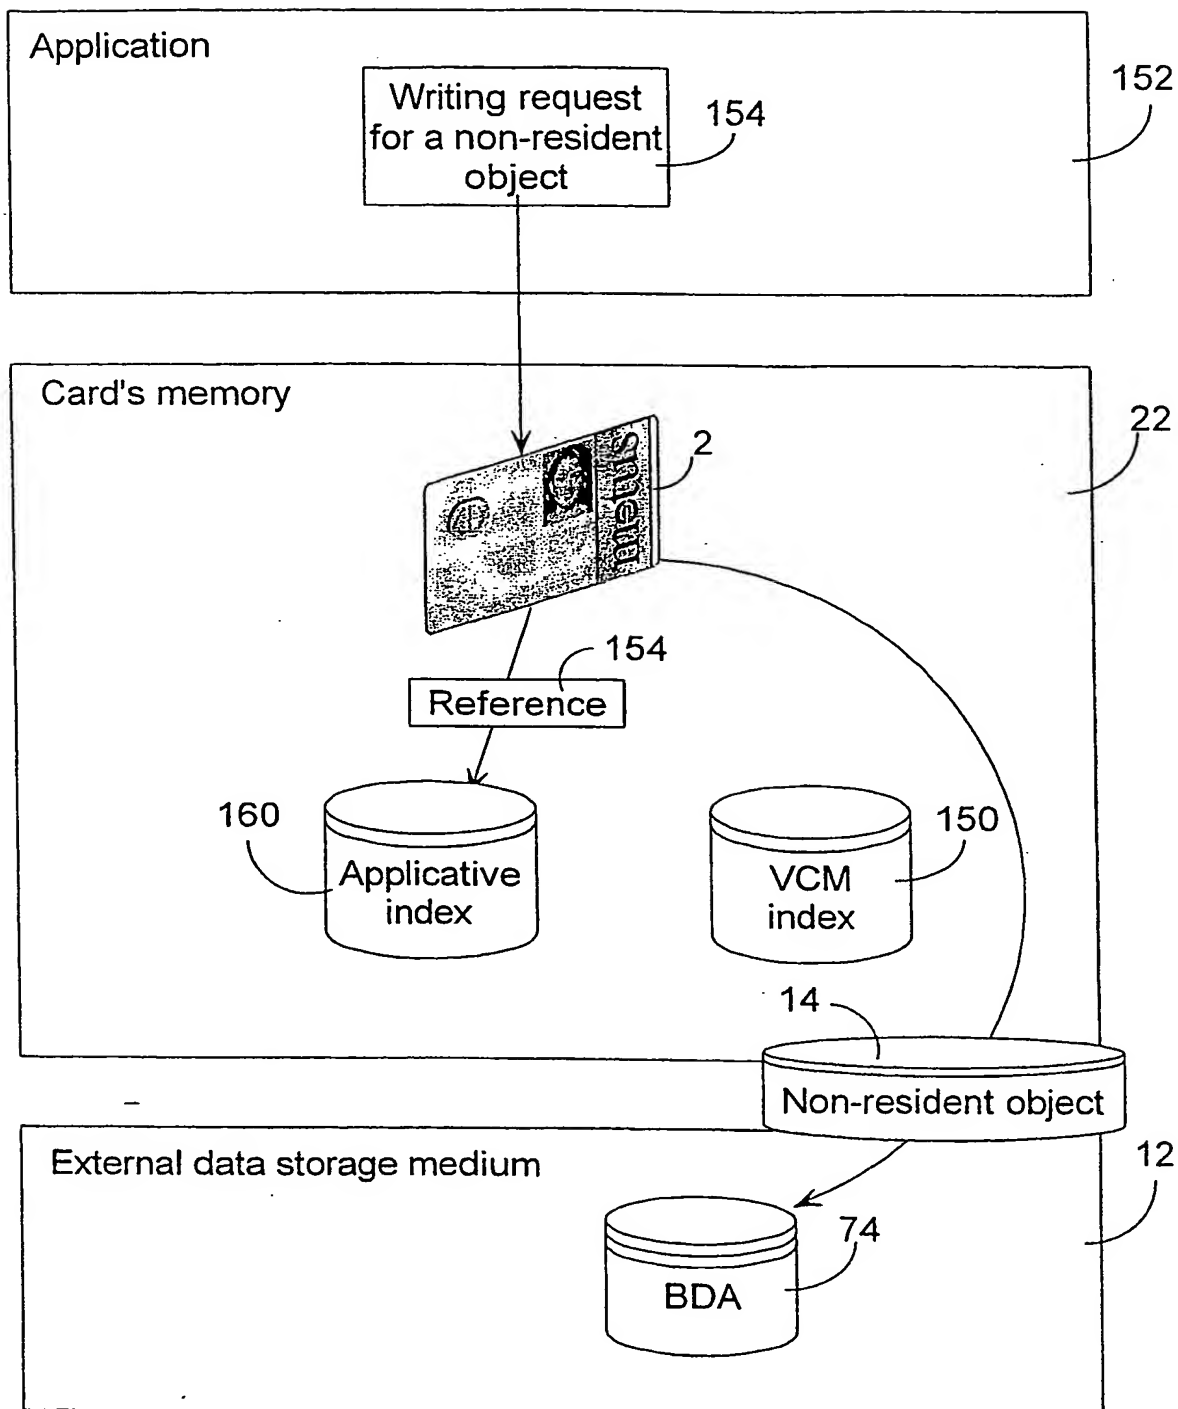 Application
152
Writing request
for a non-resident
object
154
Card's memory
22
2
smew
154
Reference
160
Applicative
index
150
VCM
index
14
Non-resident object
External data storage medium
12
74
BDA